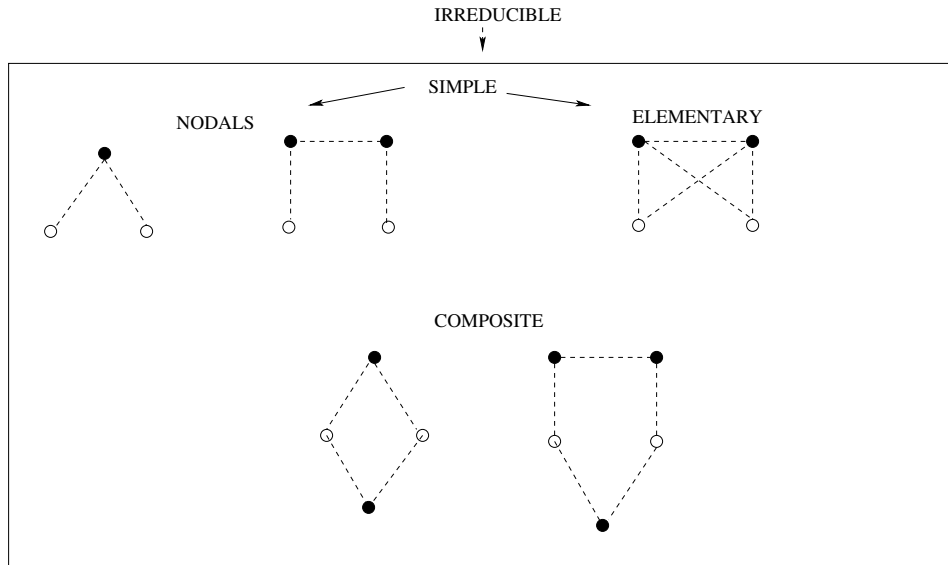 IRREDUCIBLE
SIMPLE
NODALS
ELEMENTARY
COMPOSITE